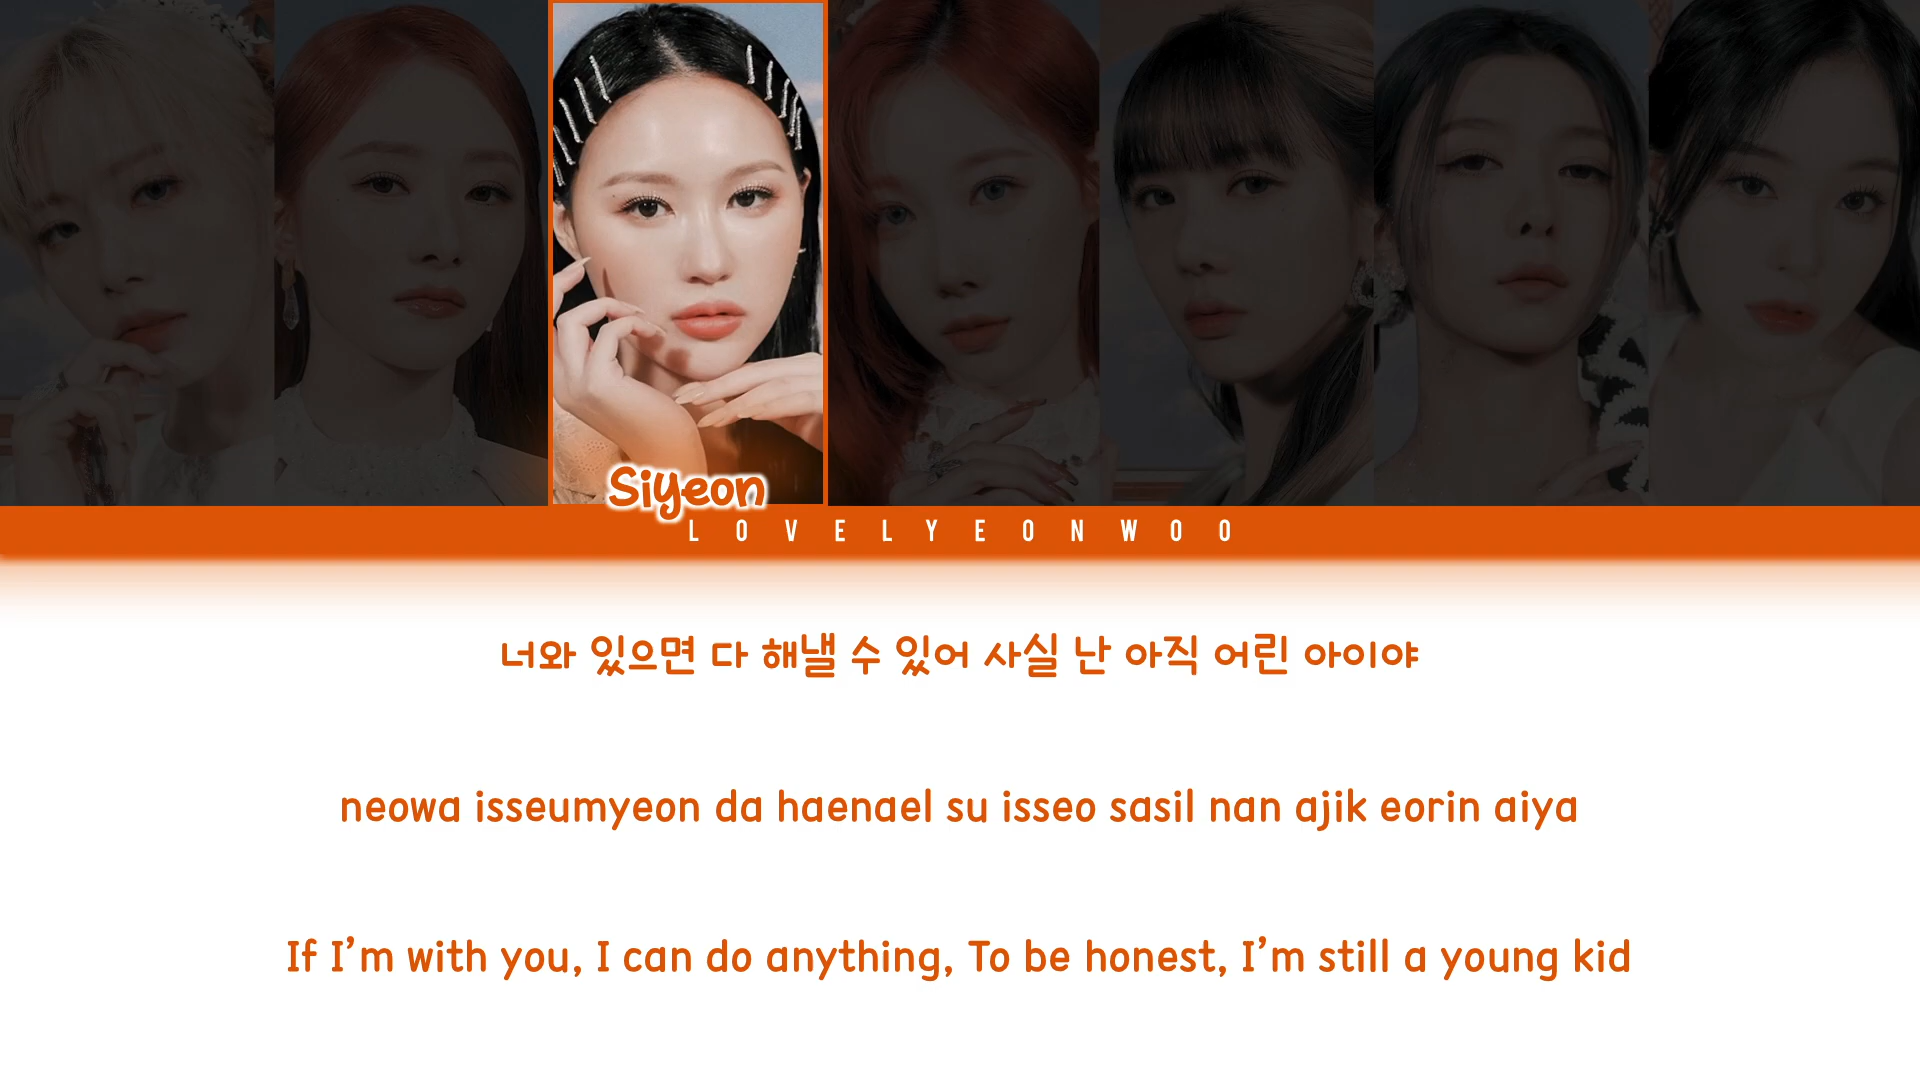 Siyeon
LOVELYEONWOO
너와 있으면 다 해낼 수 있어 사실 난 아직 어린 아이야
neowa isseumyeon da haenael su isseo sasil nan ajik eorin aiya
If I’m with you, I can do anything, To be honest, I’m still a young kid